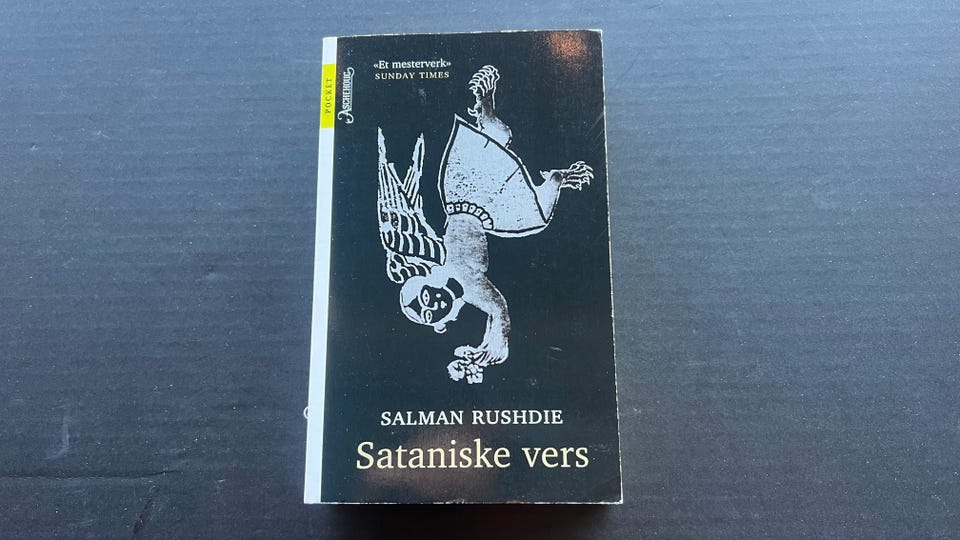 POCKET
ASCHEHOUG
«Et mesterverk»
SUNDAY TIMES
SALMAN RUSHDIE
Sataniske vers